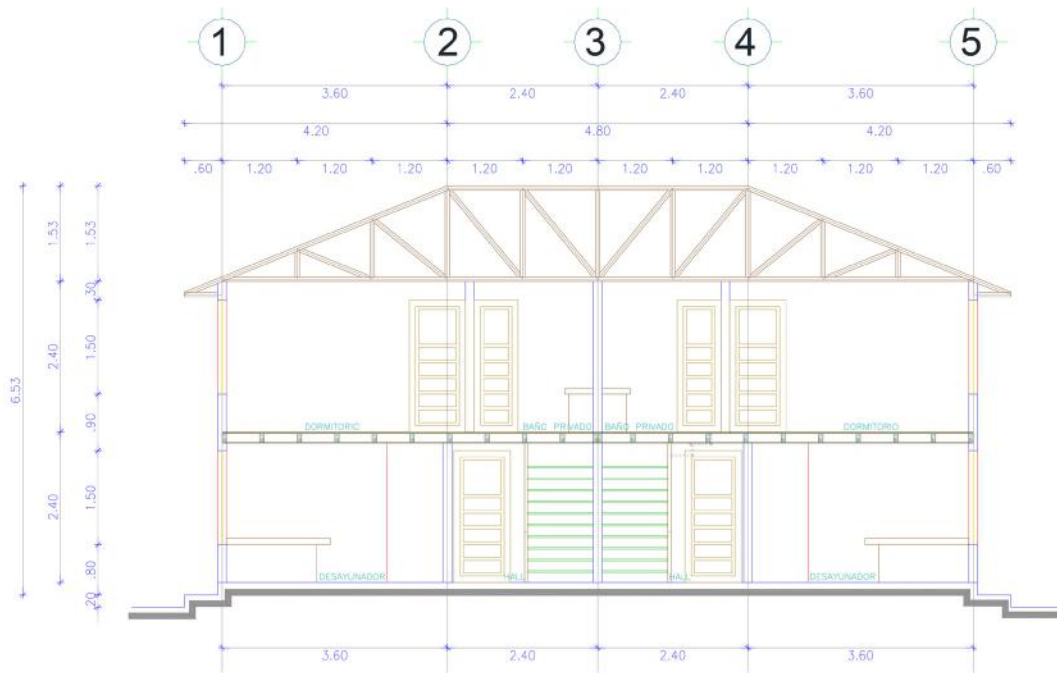 1 2 3 4 5
3.60 2.40 2.40 3.60
4.20 4.80 4.20
.60 1.20 1.20 1.20 1.20 1.20 1.20 1.20 1.20 1.20 1.20 .60
6.53
1.53 2.40 2.40
1.53 .30 1.50 .90 1.50 .80 .20
DORMITORIO BAÑO PRIVADO BAÑO PRIVADO DORMITORIO
DESAYUNADOR HALL HALL DESAYUNADOR
3.60 2.40 2.40 3.60